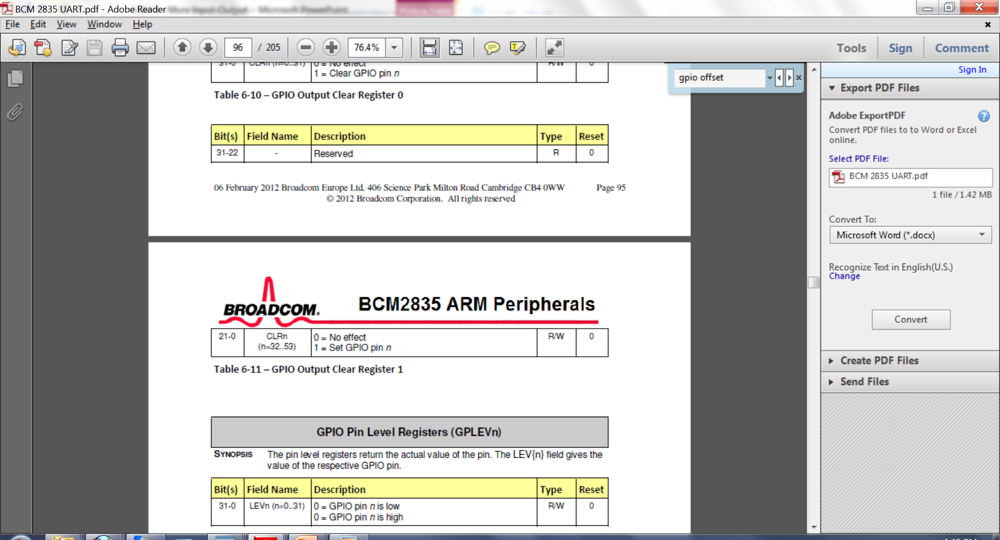 BCM 2835 UART.pdf - Adobe Reader
More Input-Output - Microsoft PowerPoint
File Edit View Window Help
96 / 205 76.4%
Tools Sign Comment
Sign In
gpio offset
31-0 CLRn (n=0..31) 0 = No effect R/W 0
1 = Clear GPIO pin n
Table 6-10 – GPIO Output Clear Register 0
Bit(s) Field Name Description Type Reset
31-22 - Reserved R 0
06 February 2012 Broadcom Europe Ltd. 406 Science Park Milton Road Cambridge CB4 0WW Page 95
© 2012 Broadcom Corporation. All rights reserved
BROADCOM. BCM2835 ARM Peripherals
21-0 CLRn 0 = No effect R/W 0
(n=32..53) 1 = Set GPIO pin n
Table 6-11 – GPIO Output Clear Register 1
GPIO Pin Level Registers (GPLEVn)
SYNOPSIS The pin level registers return the actual value of the pin. The LEV{n} field gives the
value of the respective GPIO pin.
Bit(s) Field Name Description Type Reset
31-0 LEVn (n=0..31) 0 = GPIO pin n is low R/W 0
0 = GPIO pin n is high
Export PDF Files
Adobe ExportPDF
Convert PDF files to to Word or Excel
online.
Select PDF File:
BCM 2835 UART.pdf
1 file / 1.42 MB
Convert To:
Microsoft Word (*.docx)
Recognize Text in English(U.S.)
Change
Convert
Create PDF Files
Send Files